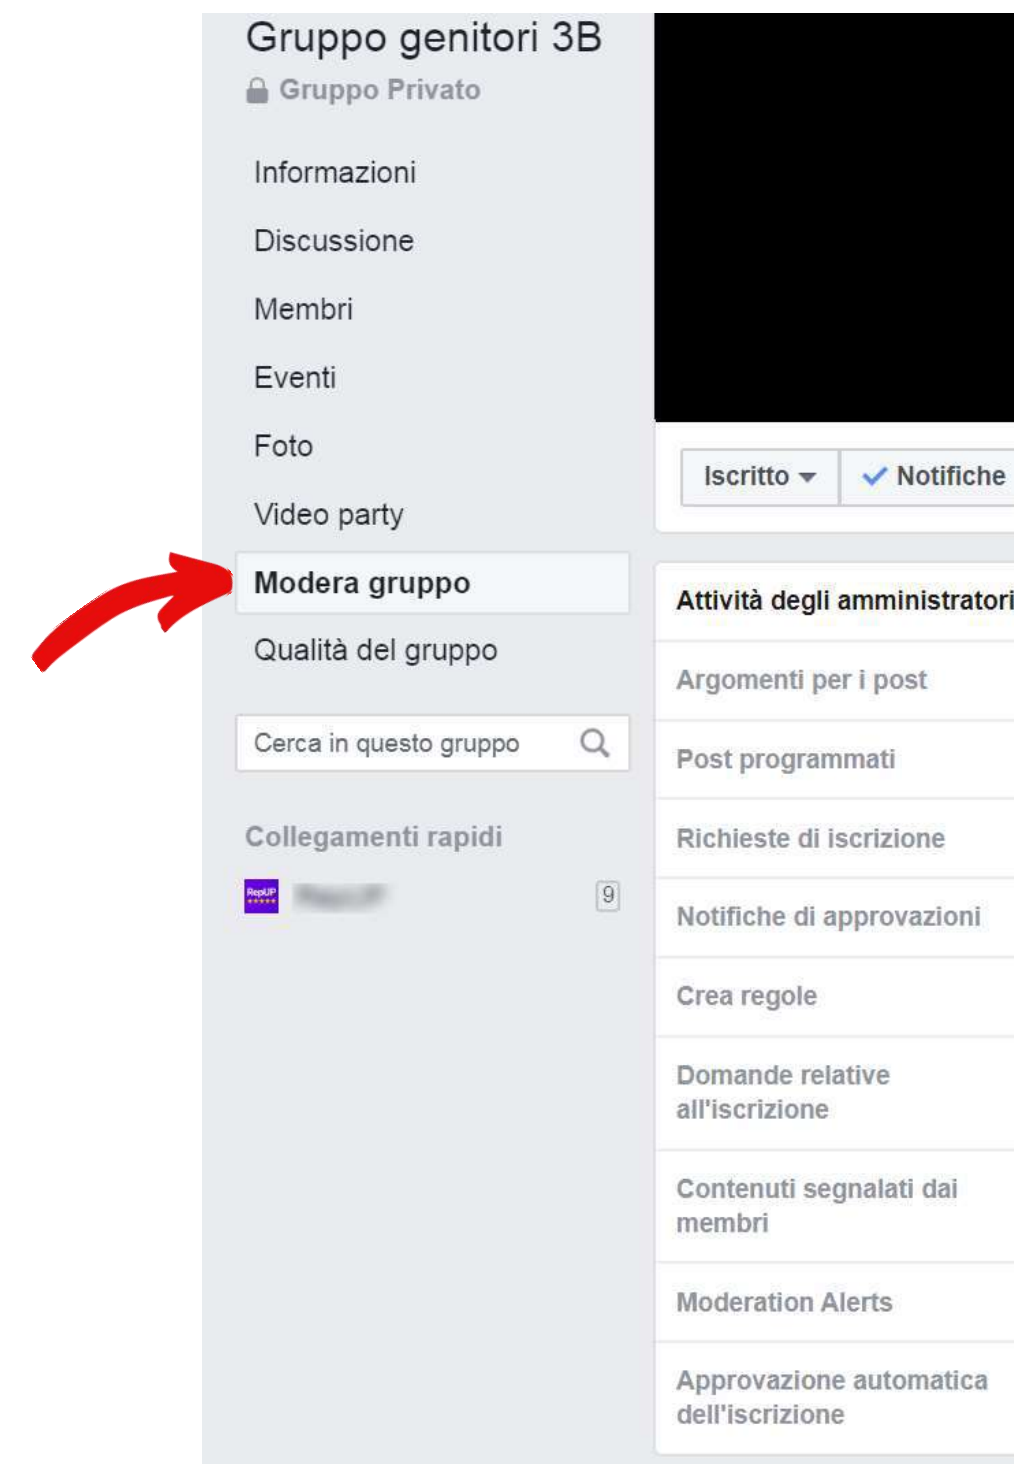 Gruppo genitori 3B
Gruppo Privato
Informazioni
Discussione
Membri
Eventi
Foto
Video party
Modera gruppo
Qualità del gruppo
Cerca in questo gruppo
Collegamenti rapidi
RepUP
9
Iscritto
Notifiche
Attività degli amministratori
Argomenti per i post
Post programmati
Richieste di iscrizione
Notifiche di approvazioni
Crea regole
Domande relative
all'iscrizione
Contenuti segnalati dai
membri
Moderation Alerts
Approvazione automatica
dell'iscrizione